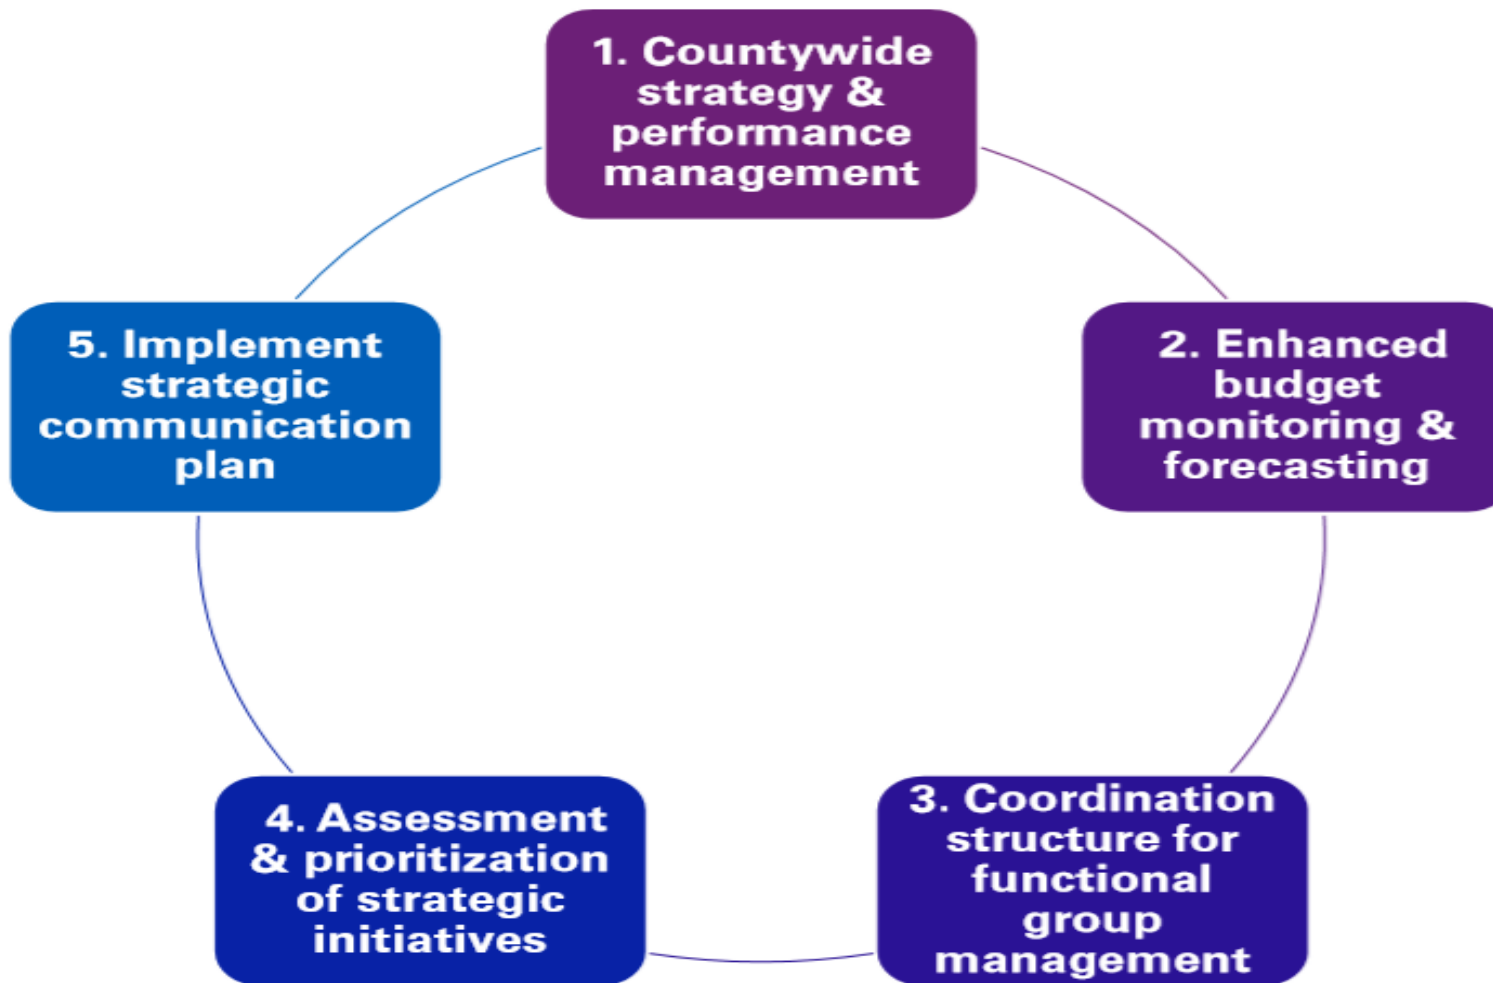 1. Countywide
strategy &
performance
management
2. Enhanced
budget
monitoring &
forecasting
3. Coordination
structure for
functional
group
management
4. Assessment
& prioritization
of strategic
initiatives
5. Implement
strategic
communication
plan